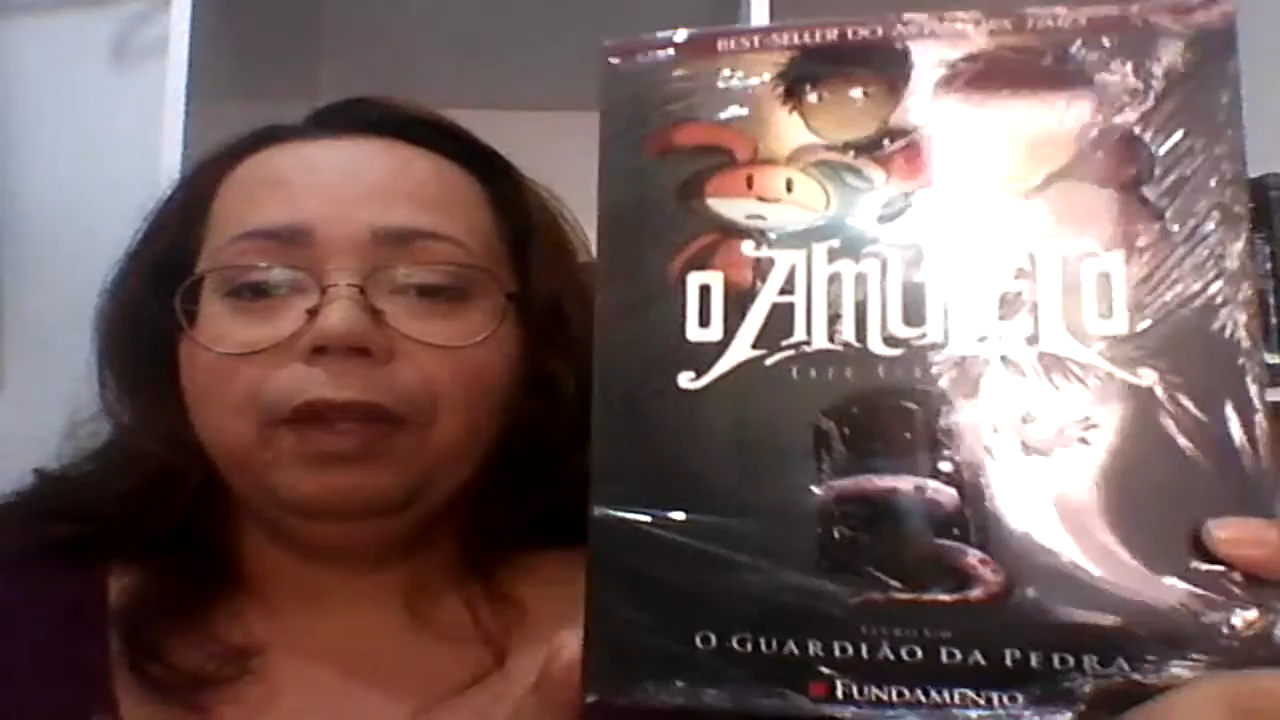 BEST-SELLER DO
O AMULETO
LIVRO UM
O GUARDIÃO DA PEDRA
FUNDAMENTO